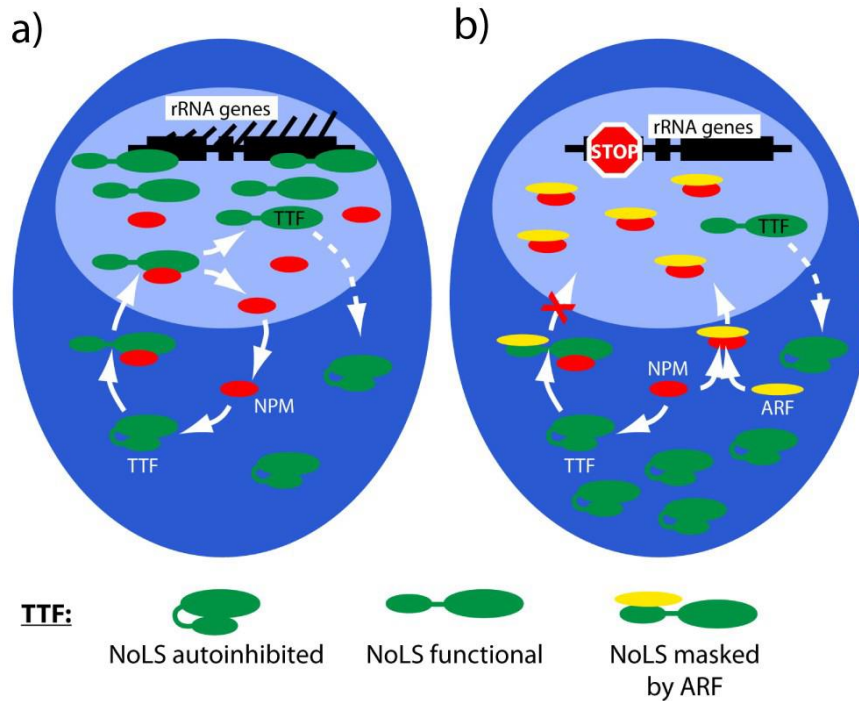 a)
rRNA genes
TTF
NPM
TTF
b)
rRNA genes
STOP
TTF
NPM
ARF
TTF
TTF:
NoLS autoinhibited
NoLS functional
NoLS masked
by ARF